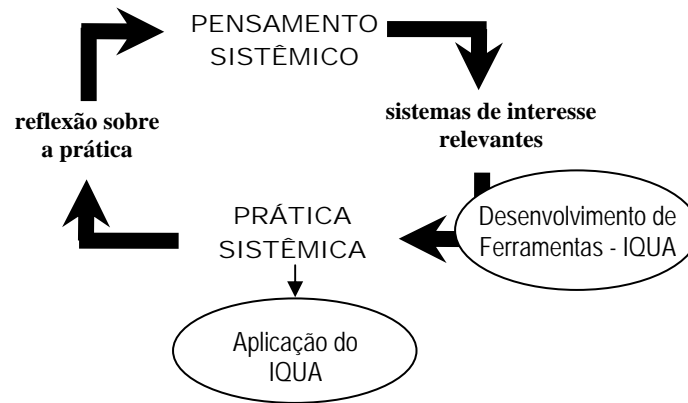 PENSAMENTO
SISTÊMICO
sistemas de interesse
relevantes
reflexão sobre
a prática
Desenvolvimento de
Ferramentas - IQUA
PRÁTICA
SISTÊMICA
Aplicação do
IQUA